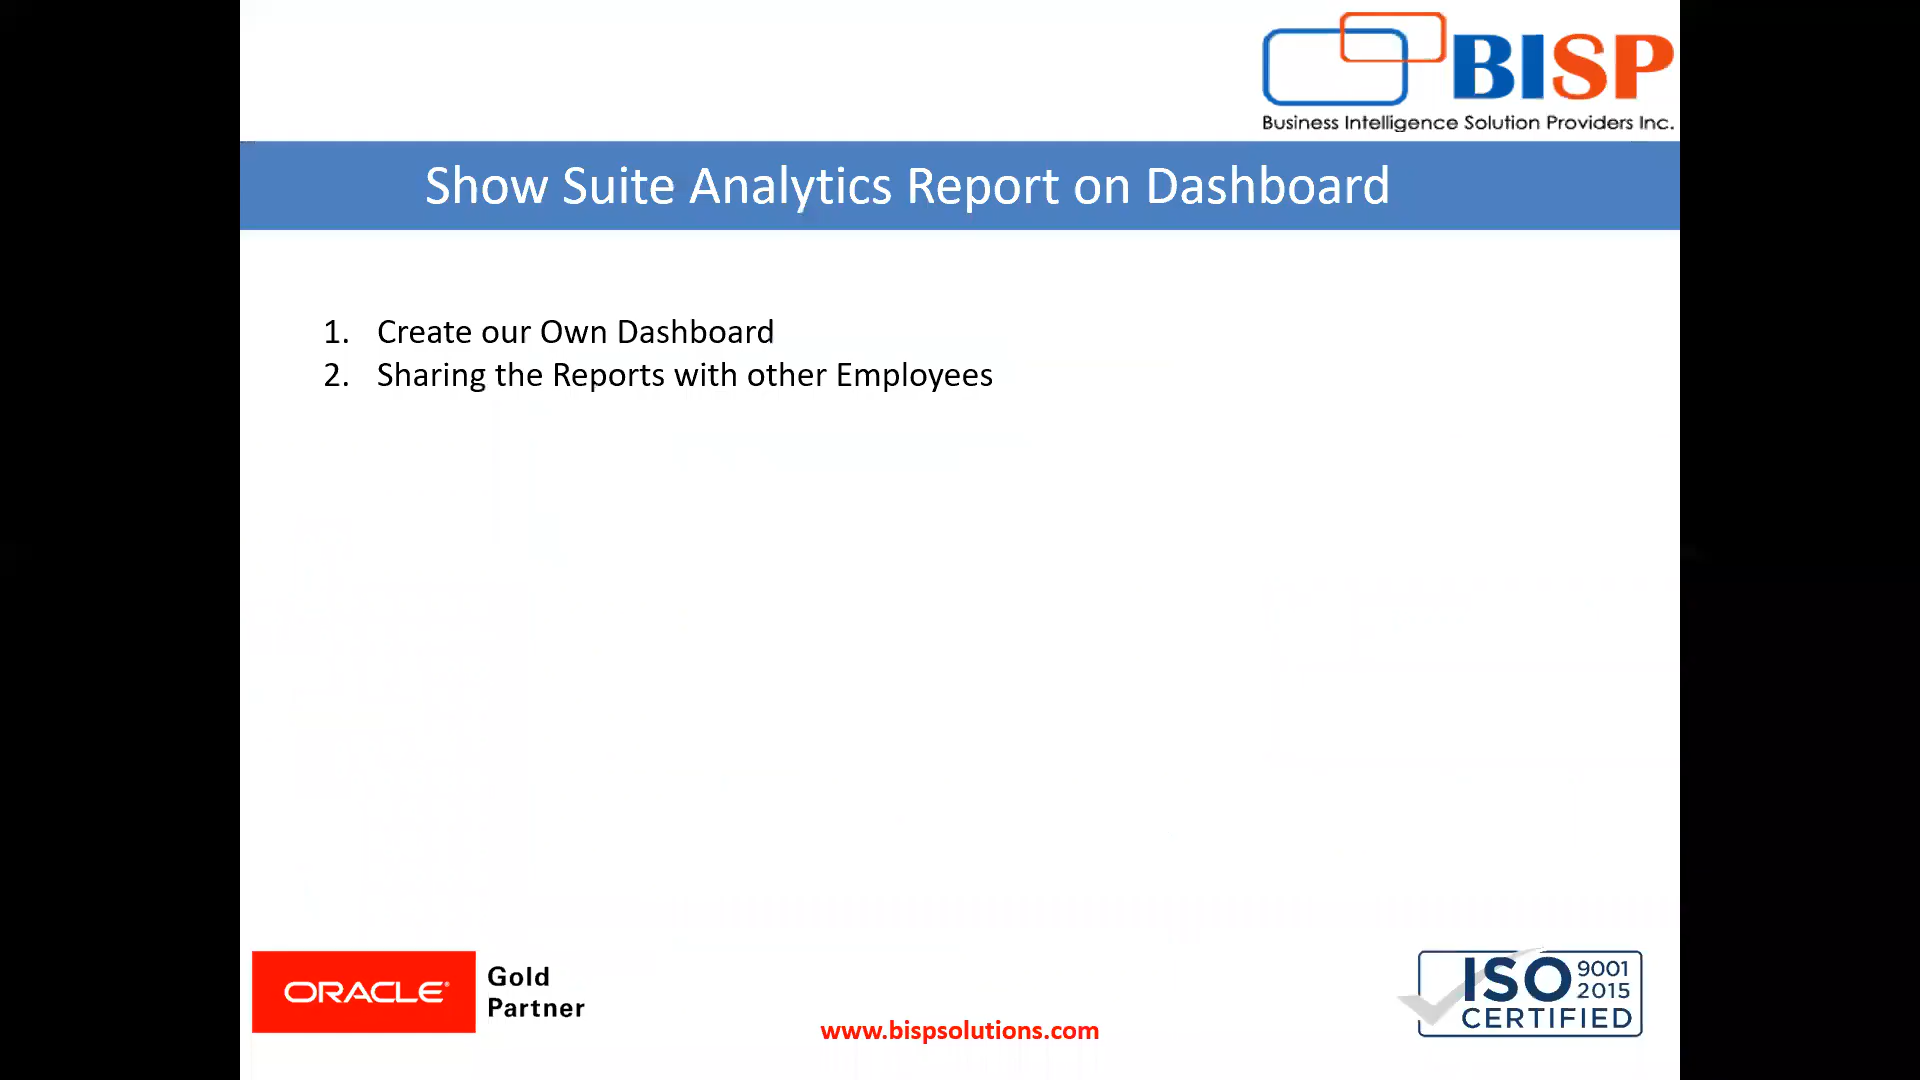 BISP
Business Intelligence Solution Providers Inc.
Show Suite Analytics Report on Dashboard
1. Create our Own Dashboard
2. Sharing the Reports with other Employees
ORACLE®
Gold
Partner
www.bispsolutions.com
ISO 9001
2015
CERTIFIED